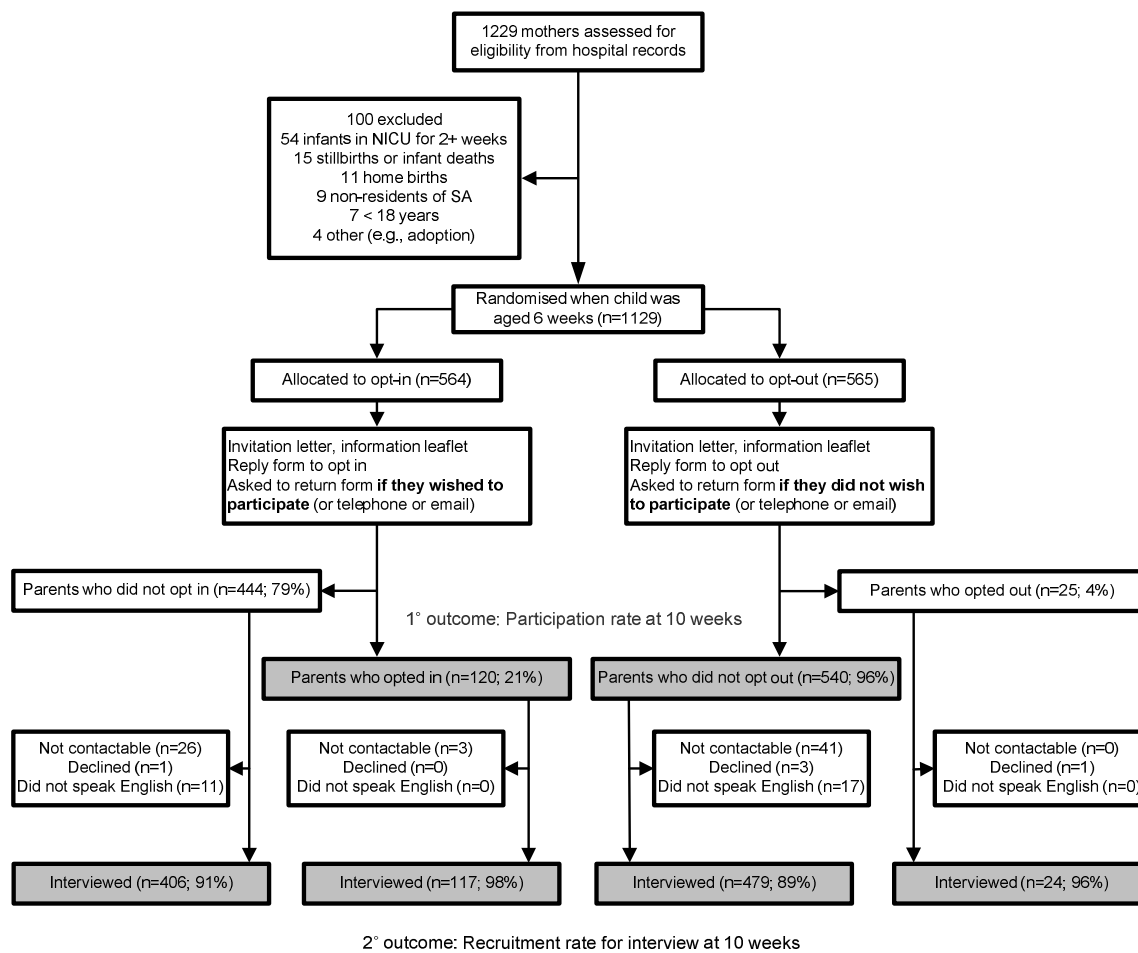 1229 mothers assessed for
eligibility from hospital records
100 excluded
54 infants in NICU for 2+ weeks
15 stillbirths or infant deaths
11 home births
9 non-residents of SA
7 < 18 years
4 other (e.g., adoption)
Randomised when child was
aged 6 weeks (n=1129)
Allocated to opt-in (n=564)
Allocated to opt-out (n=565)
Invitation letter, information leaflet
Reply form to opt in
Asked to return form if they wished to
participate (or telephone or email)
Invitation letter, information leaflet
Reply form to opt out
Asked to return form if they did not wish
to participate (or telephone or email)
Parents who did not opt in (n=444; 79%)
Parents who opted out (n=25; 4%)
1° outcome: Participation rate at 10 weeks
Parents who opted in (n=120; 21%)
Parents who did not opt out (n=540; 96%)
Not contactable (n=26)
Declined (n=1)
Did not speak English (n=11)
Not contactable (n=3)
Declined (n=0)
Did not speak English (n=0)
Not contactable (n=41)
Declined (n=3)
Did not speak English (n=17)
Not contactable (n=0)
Declined (n=1)
Did not speak English (n=0)
Interviewed (n=406; 91%)
Interviewed (n=117; 98%)
Interviewed (n=479; 89%)
Interviewed (n=24; 96%)
2° outcome: Recruitment rate for interview at 10 weeks